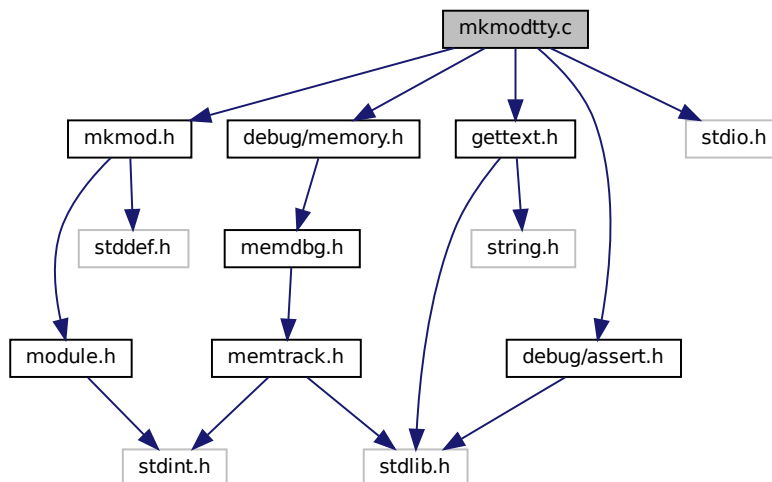 mkmodtty.c
mkmod.h
debug/memory.h
gettext.h
stdio.h
stddef.h
memdbg.h
string.h
module.h
memtrack.h
debug/assert.h
stdint.h
stdlib.h